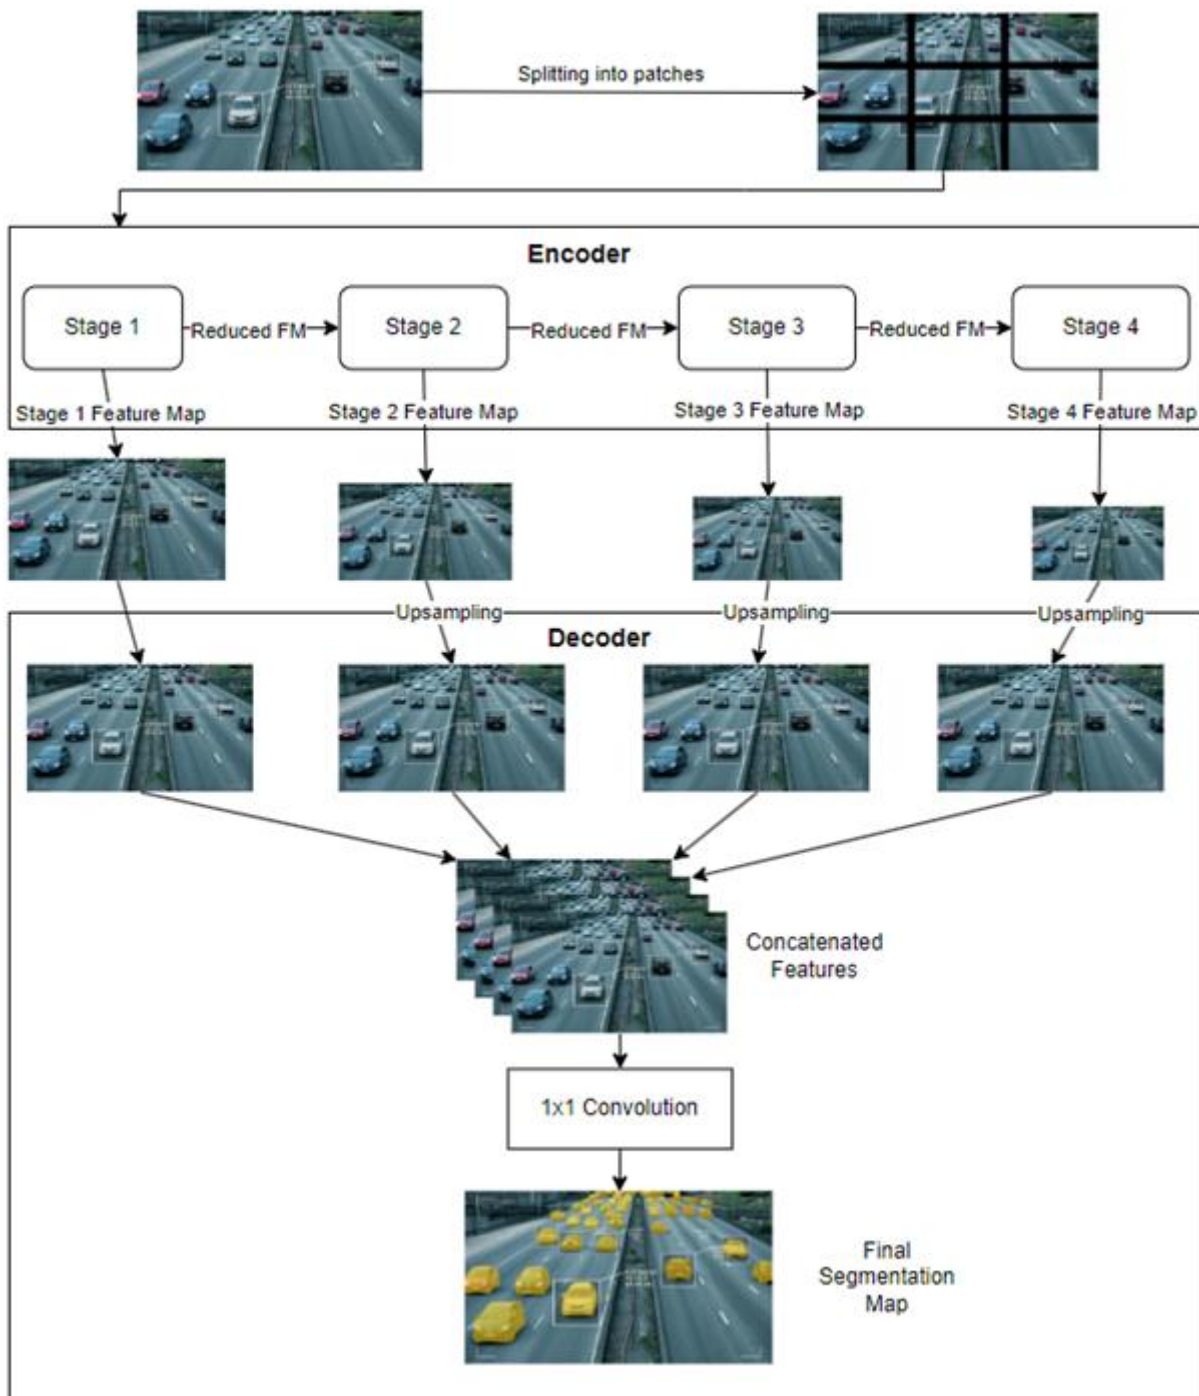 Splitting into patches
Encoder
Stage 1
Reduced FM
Stage 2
Reduced FM
Stage 3
Reduced FM
Stage 4
Stage 1 Feature Map
Stage 2 Feature Map
Stage 3 Feature Map
Stage 4 Feature Map
Upsampling
Upsampling
Upsampling
Decoder
Concatenated
Features
1x1 Convolution
Final
Segmentation
Map